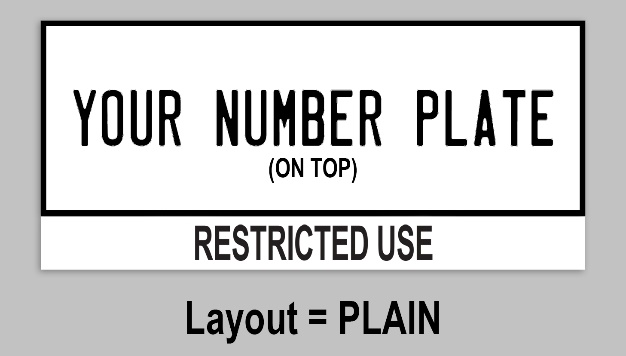 YOUR NUMBER PLATE
(ON TOP)
RESTRICTED USE
Layout = PLAIN